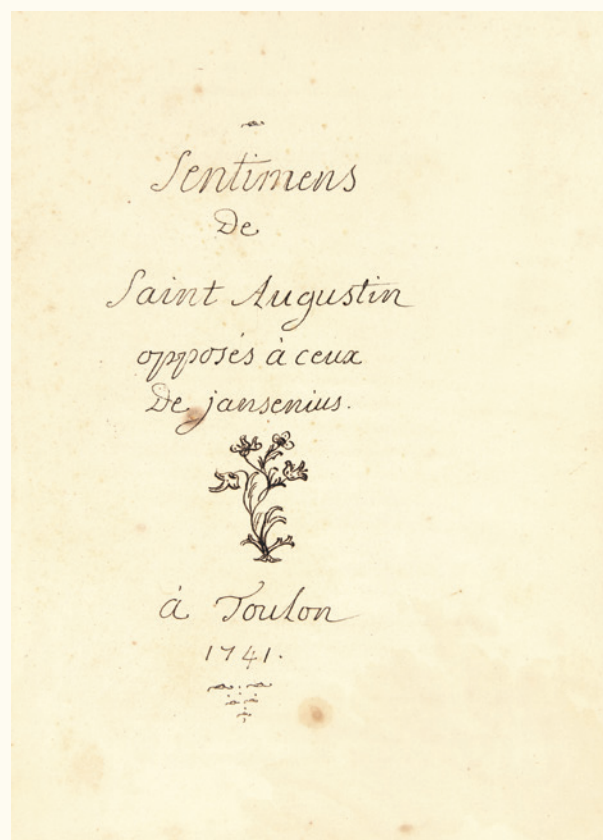 Sentimens
De
Saint Augustin
opposés à ceux
De jansenius.
à Toulon
1741.